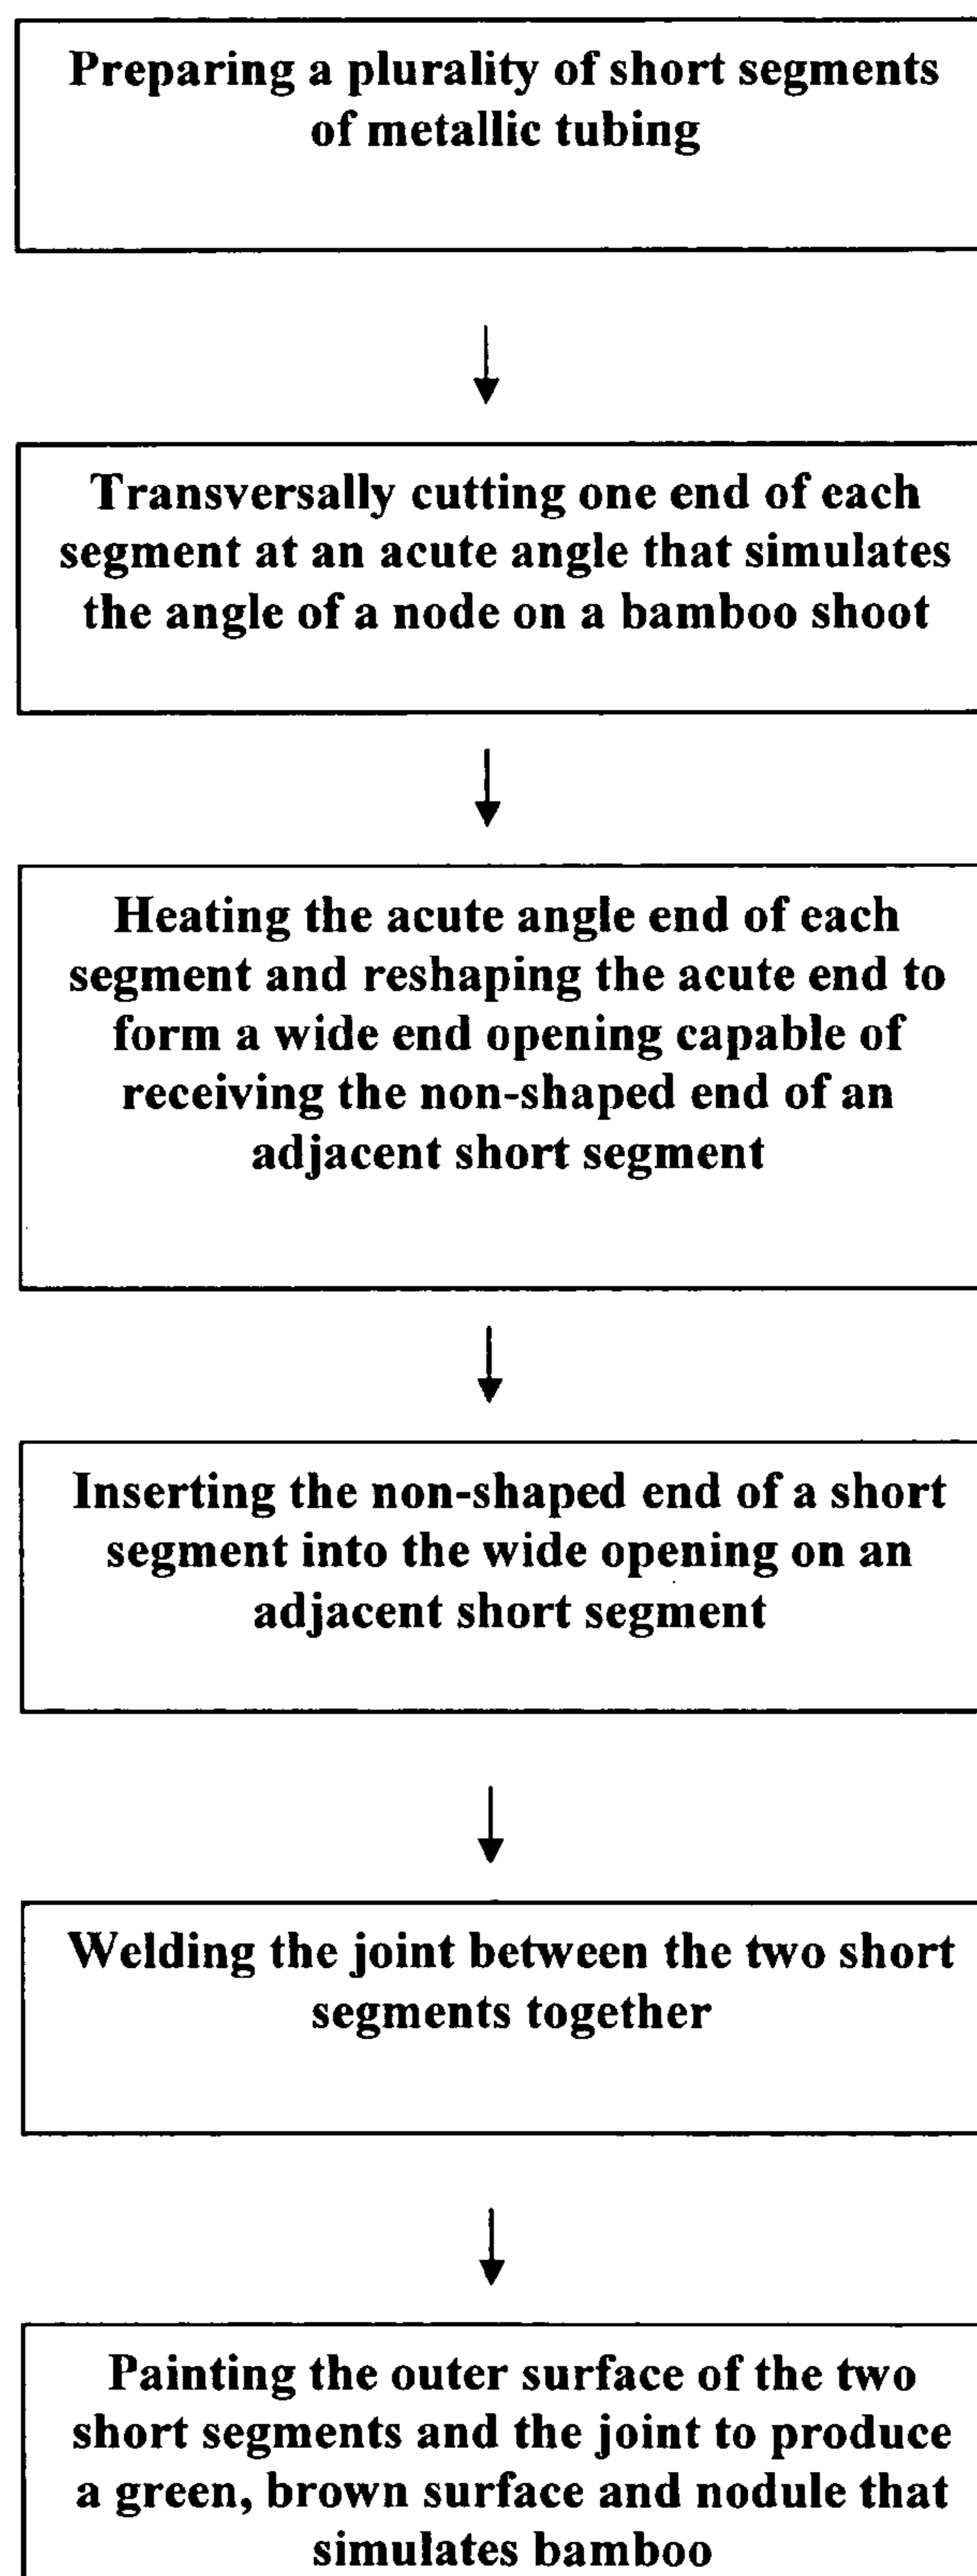 Preparing a plurality of short segments
of metallic tubing
Transversally cutting one end of each
segment at an acute angle that simulates
the angle of a node on a bamboo shoot
Heating the acute angle end of each
segment and reshaping the acute end to
form a wide end opening capable of
receiving the non-shaped end of an
adjacent short segment
Inserting the non-shaped end of a short
segment into the wide opening on an
adjacent short segment
Welding the joint between the two short
segments together
Painting the outer surface of the two
short segments and the joint to produce
a green, brown surface and nodule that
simulates bamboo